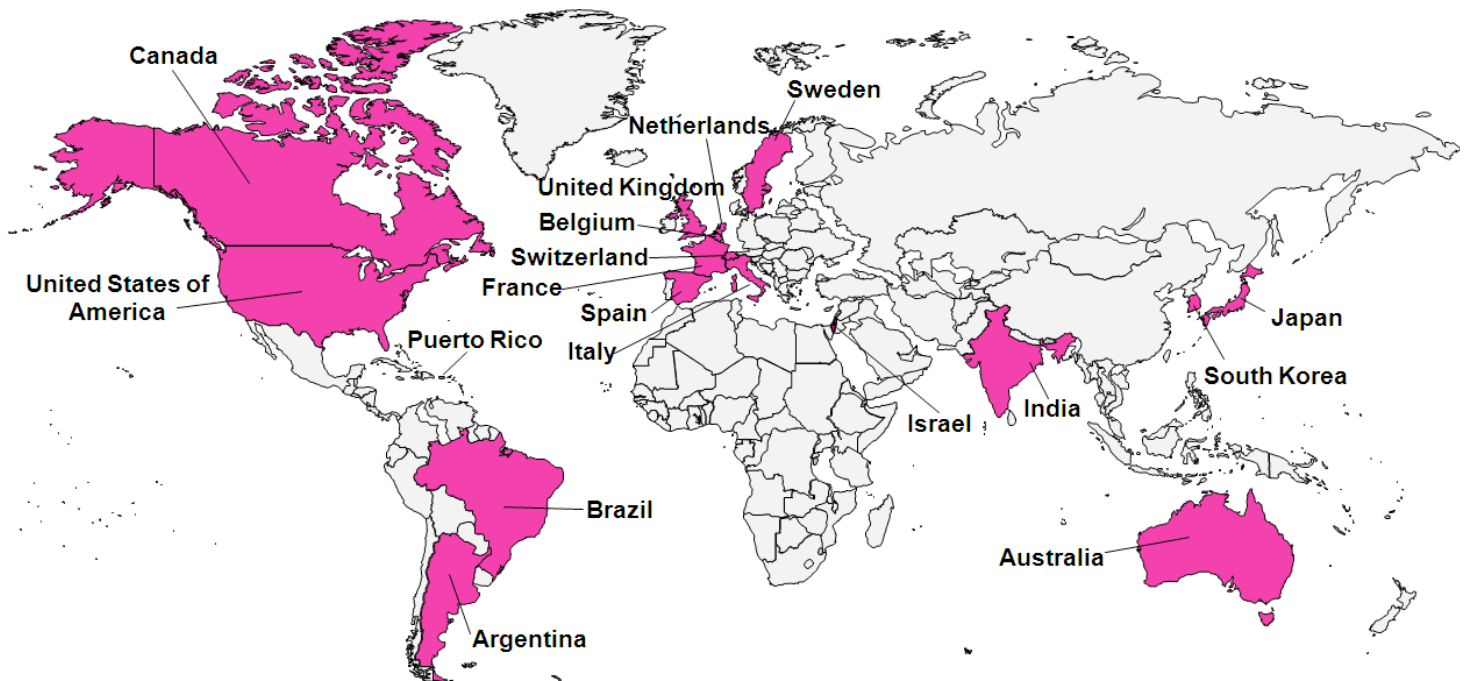 Canada
Sweden
Netherlands
United Kingdom
Belgium
Switzerland
United States of
America
France
Spain
Puerto Rico
Italy
Japan
South Korea
India
Israel
Brazil
Australia
Argentina